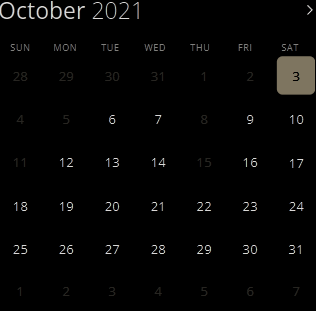 October 2021
SUN MON TUE WED THU FRI SAT
28 29 30 31 1 2 3
4 5 6 7 8 9 10
11 12 13 14 15 16 17
18 19 20 21 22 23 24
25 26 27 28 29 30 31
1 2 3 4 5 6 7